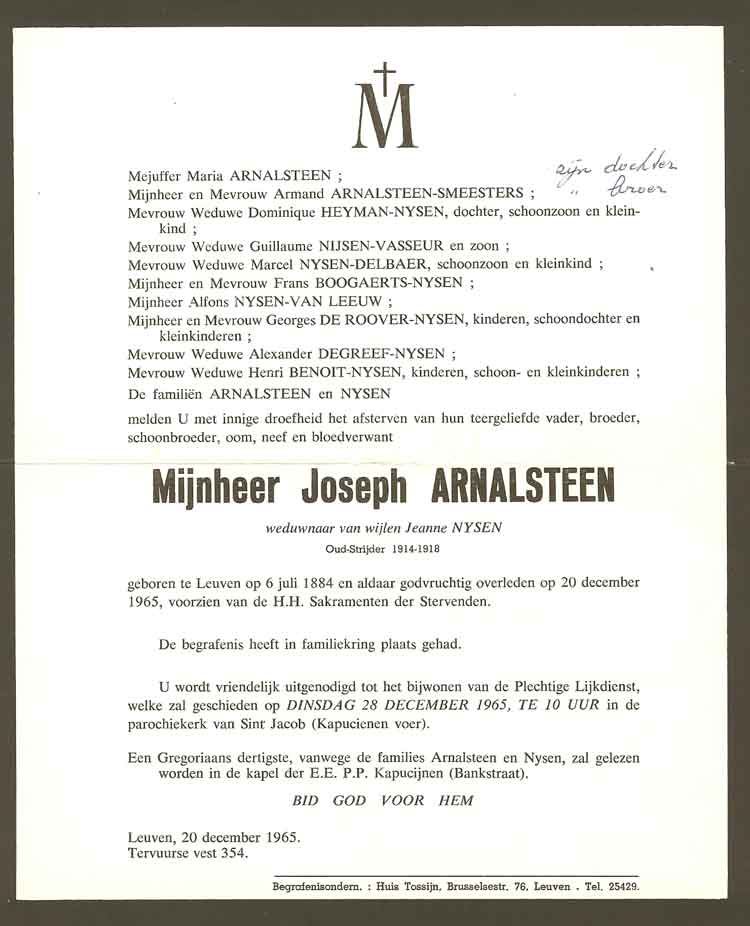 M
Mejuffer Maria ARNALSTEEN ;
zijn dochter
Mijnheer en Mevrouw Armand ARNALSTEEN-SMEESTERS ;
" broer
Mevrouw Weduwe Dominique HEYMAN-NYSEN, dochter, schoonzoon en klein-
kind ;
Mevrouw Weduwe Guillaume NIJSEN-VASSEUR en zoon ;
Mevrouw Weduwe Marcel NYSEN-DELBAER, schoonzoon en kleinkind ;
Mijnheer en Mevrouw Frans BOOGAERTS-NYSEN ;
Mijnheer Alfons NYSEN-VAN LEEUW ;
Mijnheer en Mevrouw Georges DE ROOVER-NYSEN, kinderen, schoondochter en
kleinkinderen ;
Mevrouw Weduwe Alexander DEGREEF-NYSEN ;
Mevrouw Weduwe Henri BENOIT-NYSEN, kinderen, schoon- en kleinkinderen ;
De familiën ARNALSTEEN en NYSEN
melden U met innige droefheid het afsterven van hun teergeliefde vader, broeder,
schoonbroeder, oom, neef en bloedverwant
Mijnheer Joseph ARNALSTEEN
weduwnaar van wijlen Jeanne NYSEN
Oud-Strijder 1914-1918
geboren te Leuven op 6 juli 1884 en aldaar godvruchtig overleden op 20 december
1965, voorzien van de H.H. Sakramenten der Stervenden.
De begrafenis heeft in familiekring plaats gehad.
U wordt vriendelijk uitgenodigd tot het bijwonen van de Plechtige Lijkdienst,
welke zal geschieden op DINSDAG 28 DECEMBER 1965, TE 10 UUR in de
parochiekerk van Sint Jacob (Kapucienen voer).
Een Gregoriaans dertigste, vanwege de families Arnalsteen en Nysen, zal gelezen
worden in de kapel der E.E. P.P. Kapucijnen (Bankstraat).
BID GOD VOOR HEM
Leuven, 20 december 1965.
Tervuurse vest 354.
Begrafenisondern. : Huis Tossijn, Brusselsestr. 76, Leuven - Tel. 25429.